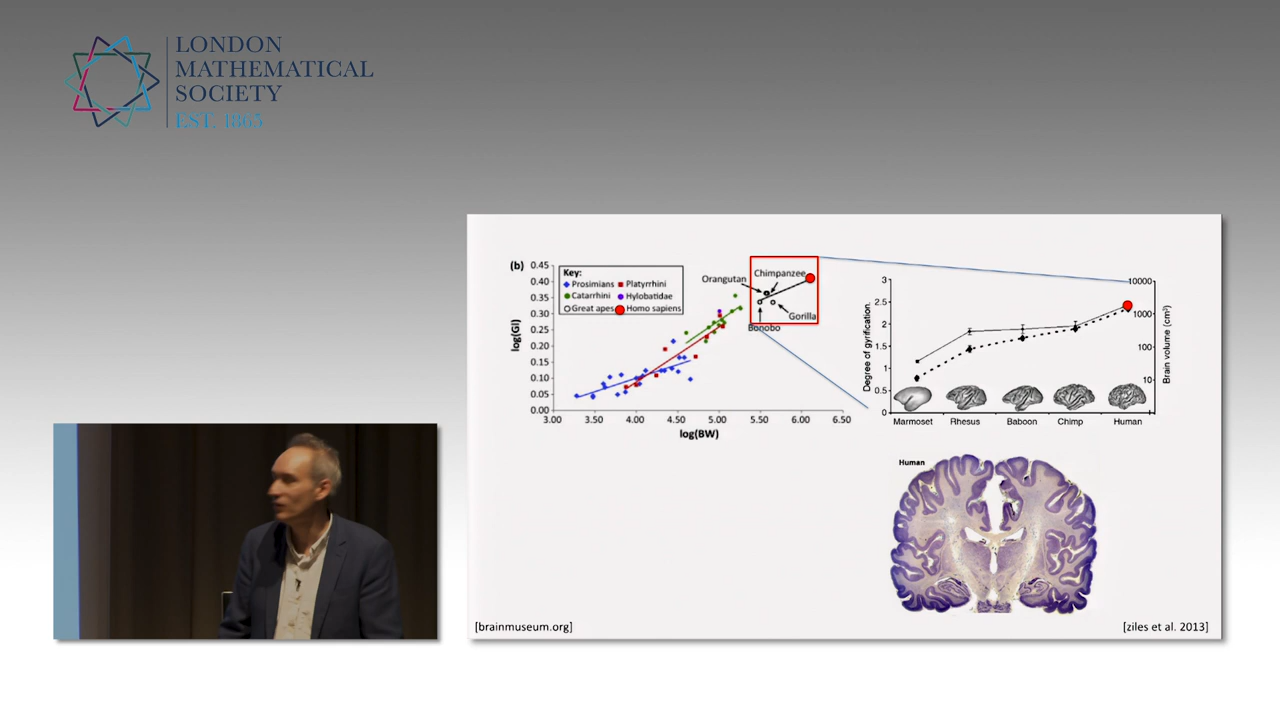 LONDON
MATHEMATICAL
SOCIETY
EST. 1865
(b)
0.45
0.40
0.35
0.30
0.25
0.20
0.15
0.10
0.05
0.00
log(GI)
Key:
Prosimians Platyrrhini
Catarrhini Hylobatidae
Great apes Homo sapiens
Orangutan Chimpanzee
Gorilla
Bonobo
3.00 3.50 4.00 4.50 5.00 5.50 6.00 6.50
log(BW)
3
2.5
2
1.5
1
0.5
0
Degree of gyrification.
10000
1000
100
10
Brain volume (cm³)
Marmoset Rhesus Baboon Chimp Human
Human
[brainmuseum.org]
[ziles et al. 2013]